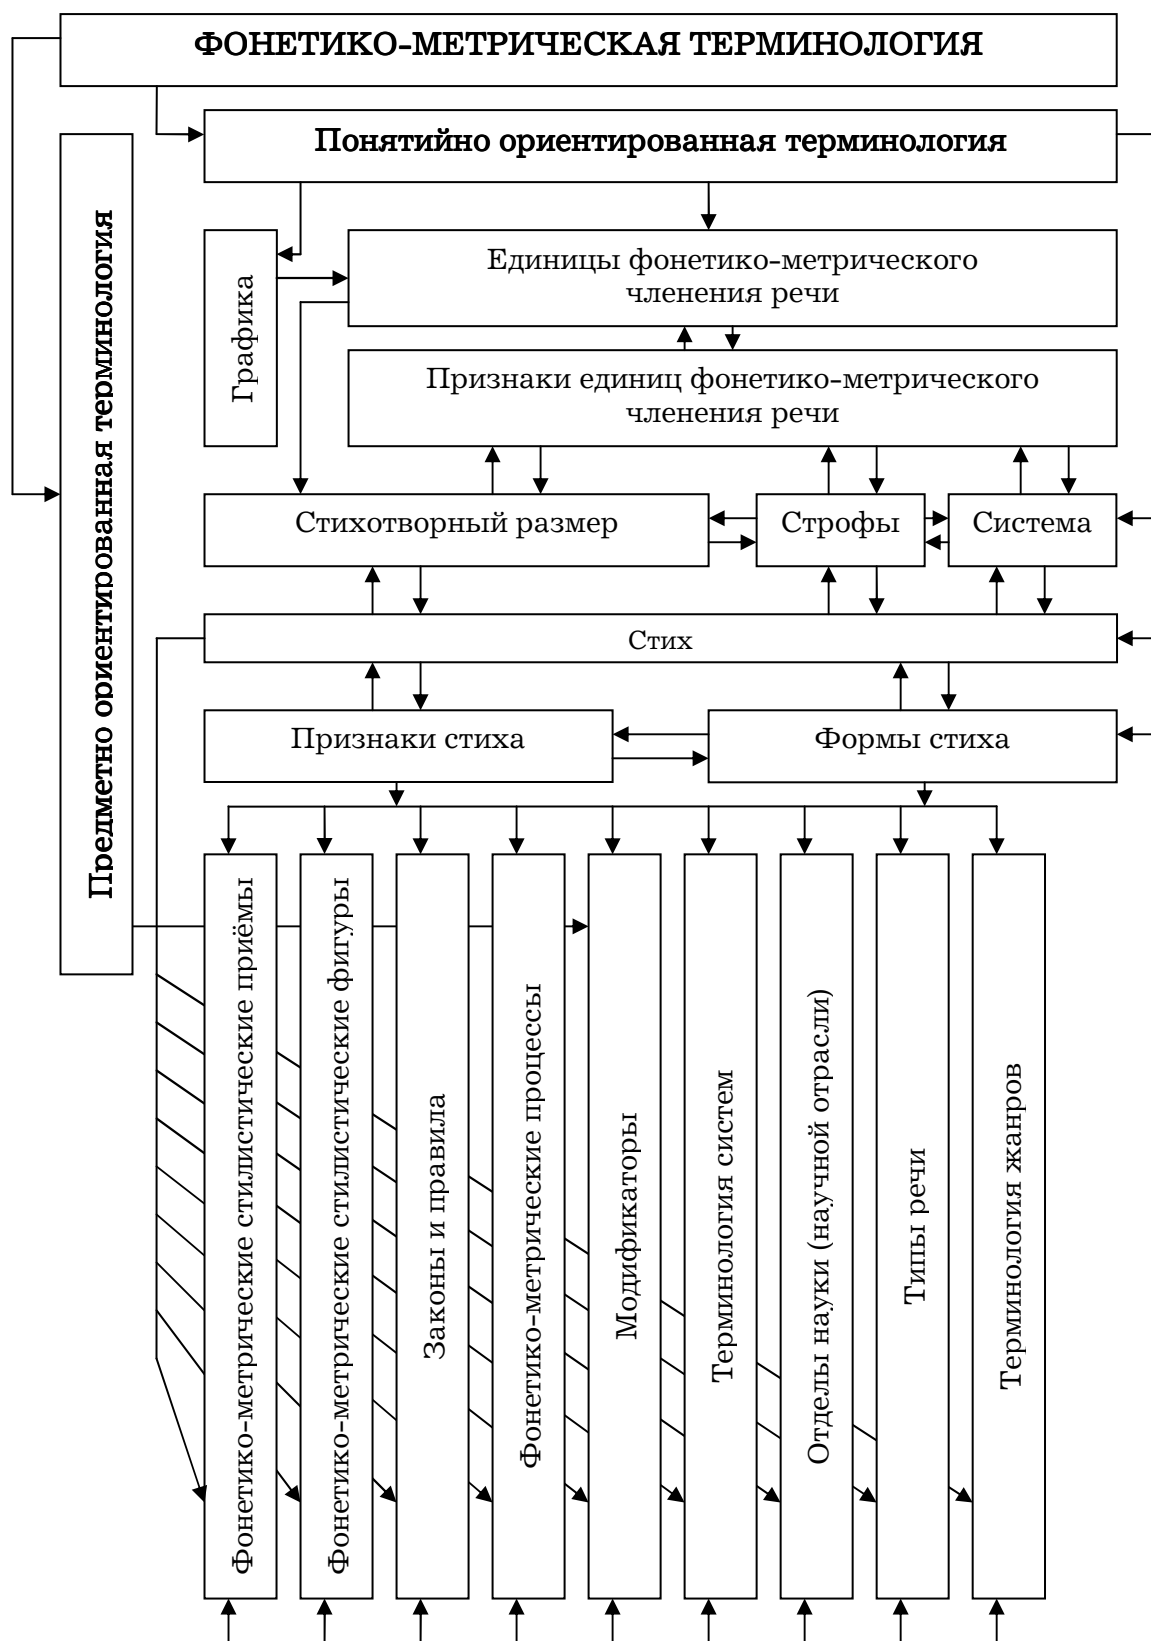 ФОНЕТИКО-МЕТРИЧЕСКАЯ ТЕРМИНОЛОГИЯ
Понятийно ориентированная терминология
Предметно ориентированная терминология
Графика
Единицы фонетико-метрического
членения речи
Признаки единиц фонетико-метрического
членения речи
Стихотворный размер
Строфы
Система
Стих
Признаки стиха
Формы стиха
Фонетико-метрические стилистические приёмы
Фонетико-метрические стилистические фигуры
Законы и правила
Фонетико-метрические процессы
Модификаторы
Терминология систем
Отделы науки (научной отрасли)
Типы речи
Терминология жанров